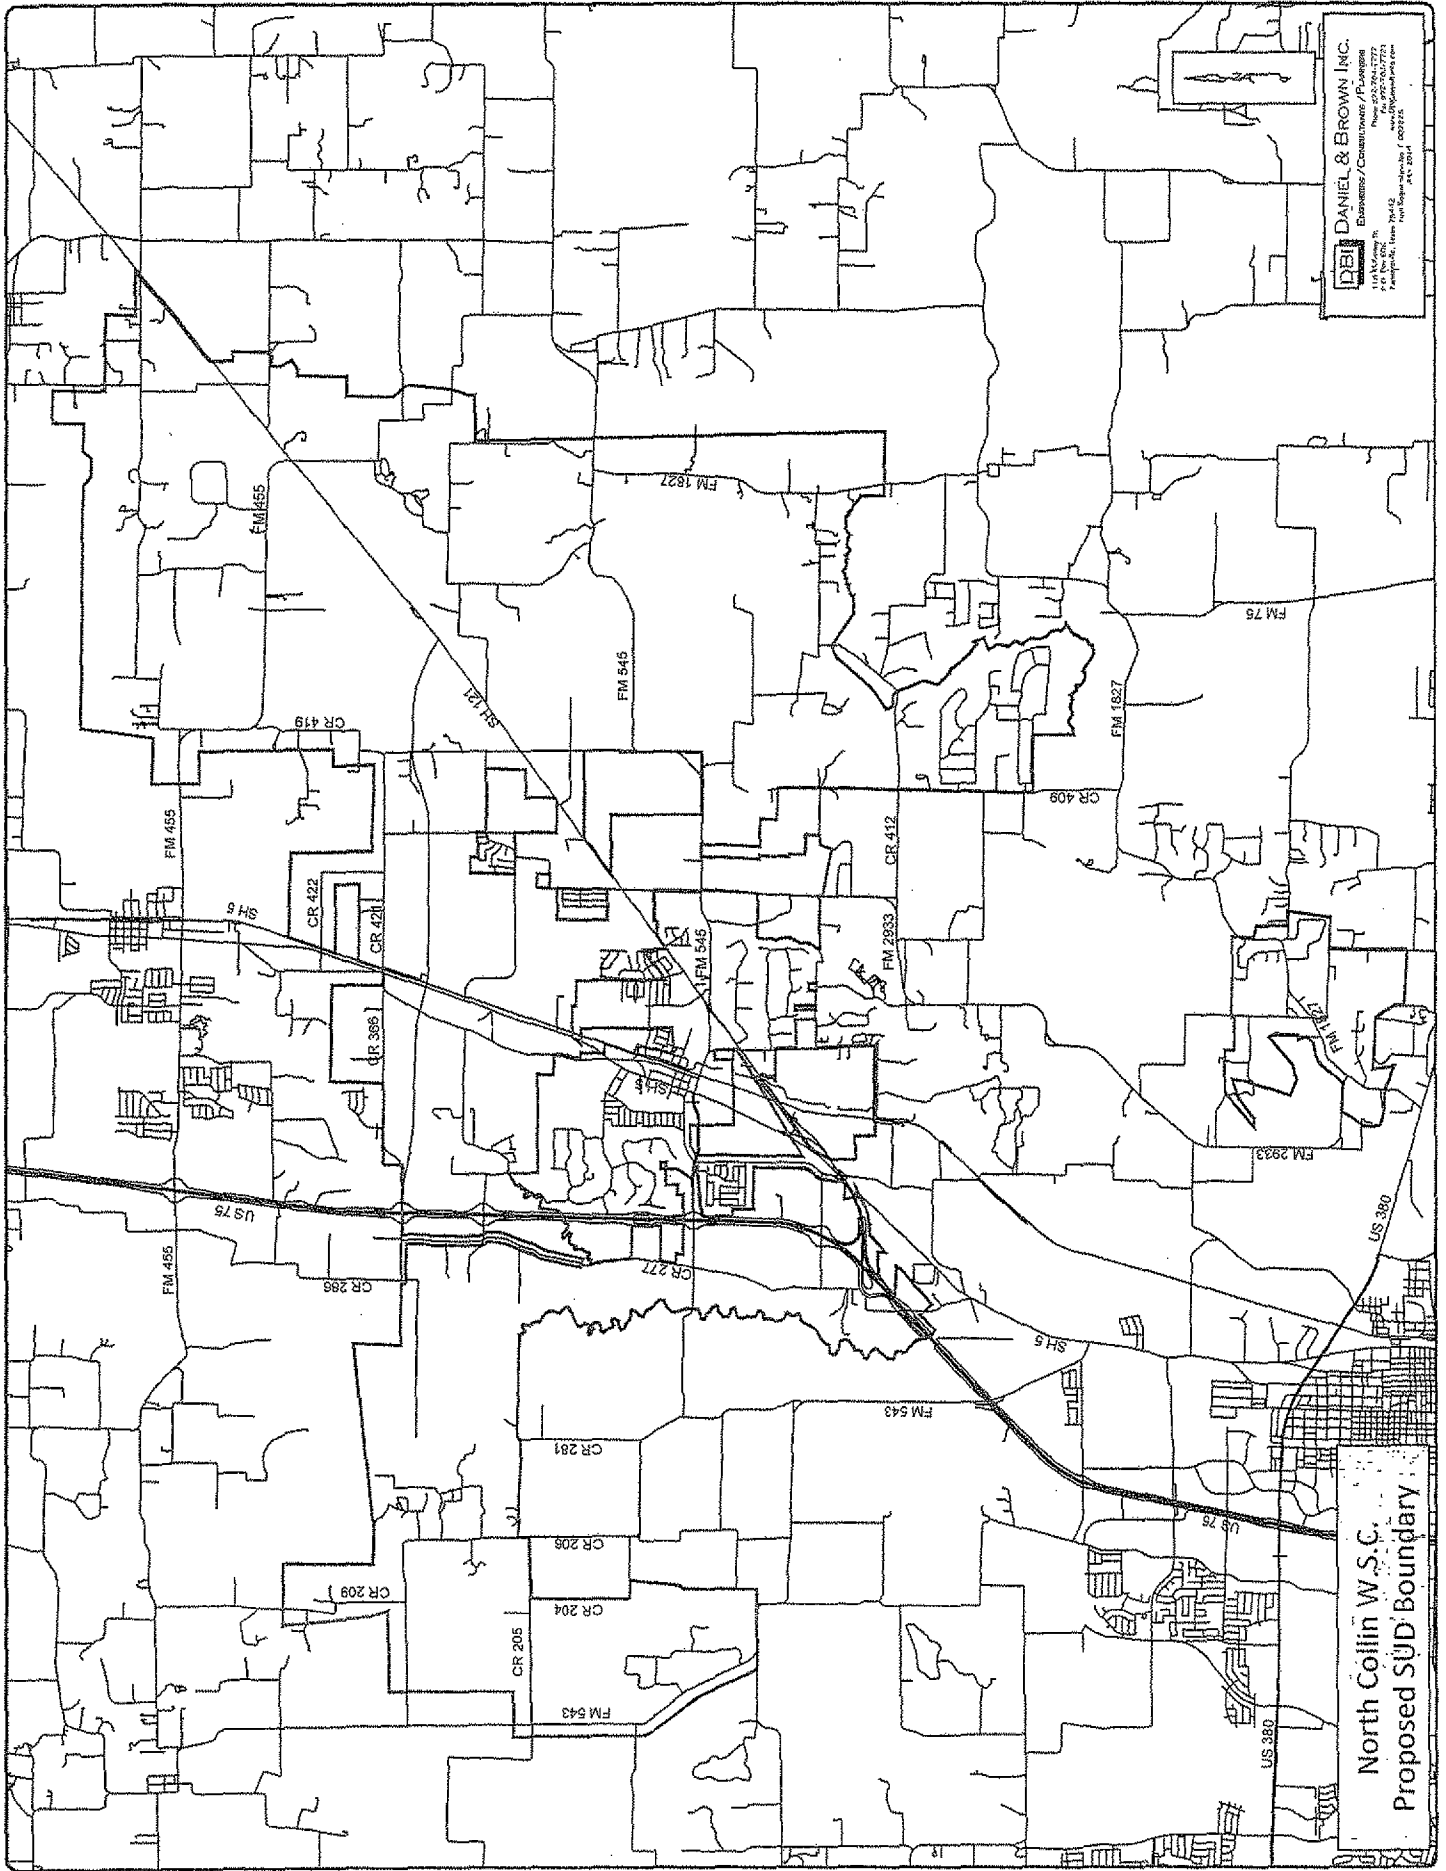 North Collin W.S.C.
Proposed SUD Boundary
DBI
DANIEL & BROWN INC.
ENGINEERS / CONSULTANTS / PLANNERS
FM 455
FM 1827
SH 121
FM 545
FM 75
CR 419
FM 1827
CR 409
FM 455
CR 412
CR 422
SH 5
CR 421
FM 545
FM 2933
CR 366
SH 5
FM 1827
FM 2933
US 75
US 380
FM 455
CR 286
CR 277
SH 5
FM 543
CR 281
US 75
CR 206
CR 209
CR 204
CR 205
FM 543
US 380